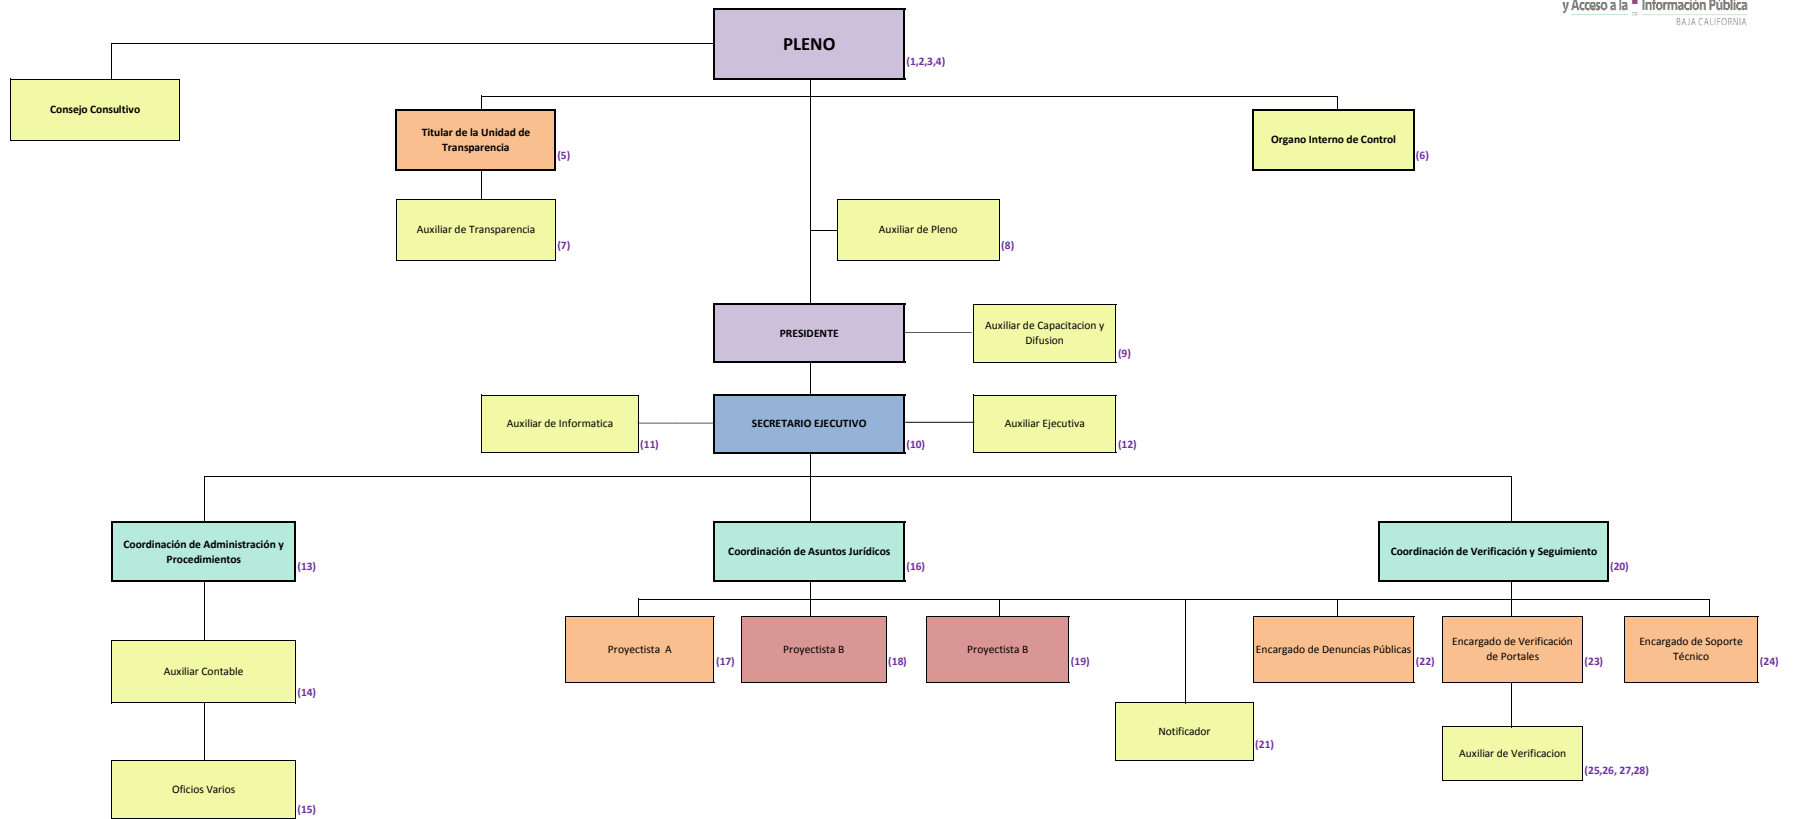 y Acceso a la Información Pública
BAJA CALIFORNIA
PLENO
(1,2,3,4)
Consejo Consultivo
Titular de la Unidad de
Transparencia
(5)
Organo Interno de Control
(6)
Auxiliar de Transparencia
(7)
Auxiliar de Pleno
(8)
PRESIDENTE
Auxiliar de Capacitacion y
Difusion
(9)
Auxiliar de Informatica
(11)
SECRETARIO EJECUTIVO
(10)
Auxiliar Ejecutiva
(12)
Coordinación de Administración y
Procedimientos
(13)
Coordinación de Asuntos Jurídicos
(16)
Coordinación de Verificación y Seguimiento
(20)
Proyectista A
(17)
Proyectista B
(18)
Proyectista B
(19)
Encargado de Denuncias Públicas
(22)
Encargado de Verificación
de Portales
(23)
Encargado de Soporte
Técnico
(24)
Auxiliar Contable
(14)
Notificador
(21)
Auxiliar de Verificacion
(25,26, 27,28)
Oficios Varios
(15)